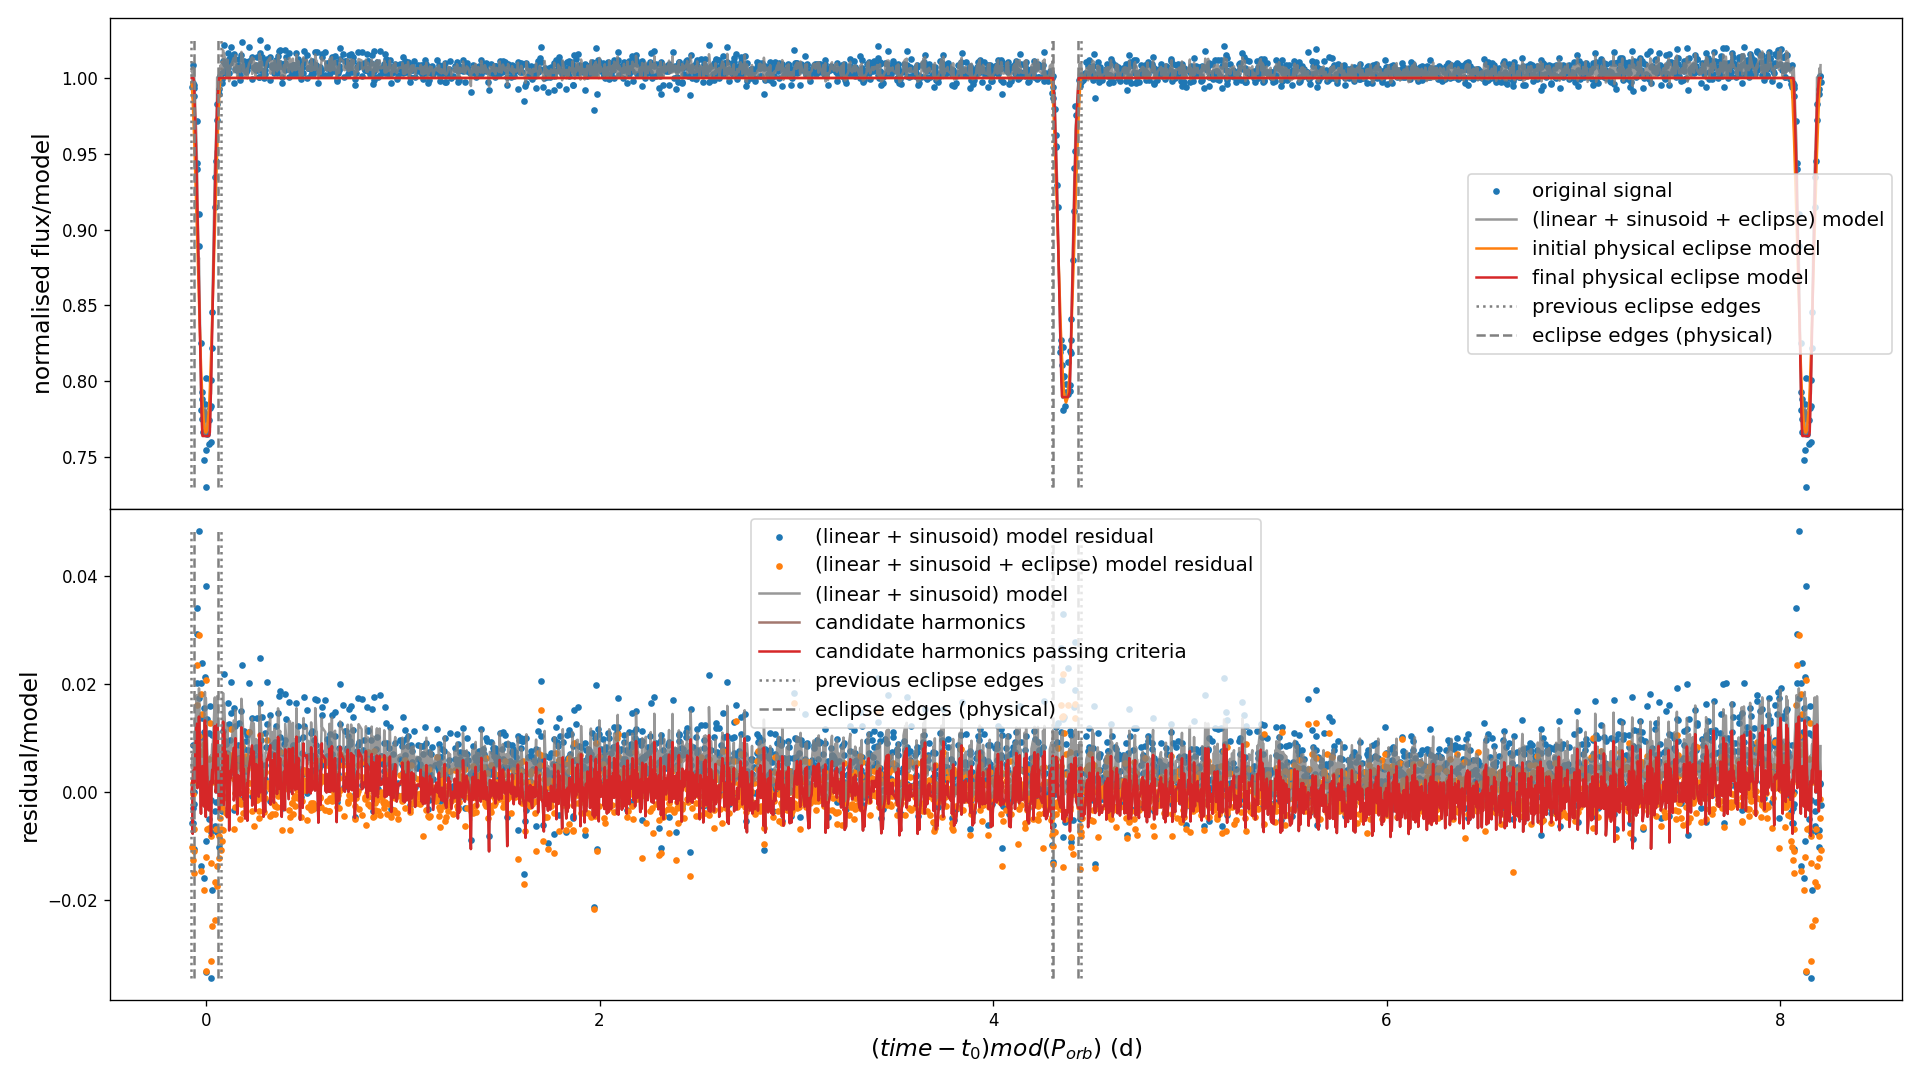 1.00
0.95
0.90
0.85
0.80
0.75
normalised flux/model
original signal
(linear + sinusoid + eclipse) model
initial physical eclipse model
final physical eclipse model
previous eclipse edges
eclipse edges (physical)
0.04
0.02
0.00
−0.02
residual/model
(linear + sinusoid) model residual
(linear + sinusoid + eclipse) model residual
(linear + sinusoid) model
candidate harmonics
candidate harmonics passing criteria
previous eclipse edges
eclipse edges (physical)
0 2 4 6 8
(time − t₀)mod(P_orb) (d)